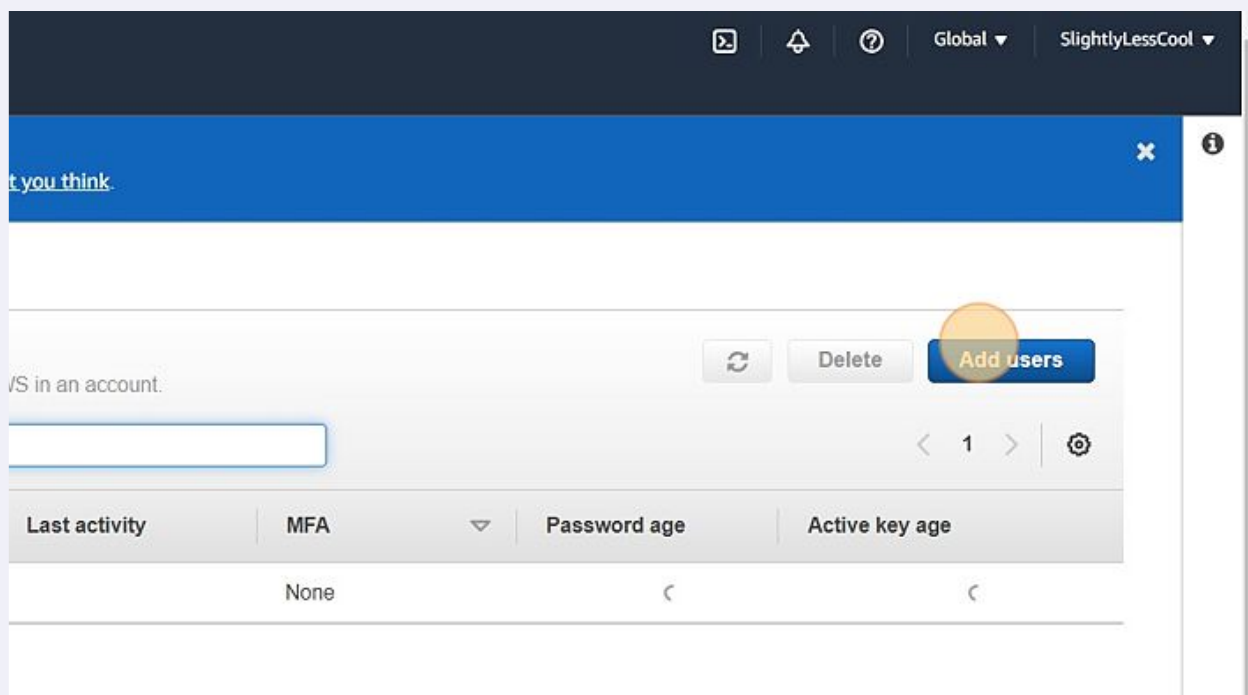 Global SlightlyLessCool
t you think.
Delete Add users
WS in an account.
1
Last activity MFA Password age Active key age
None